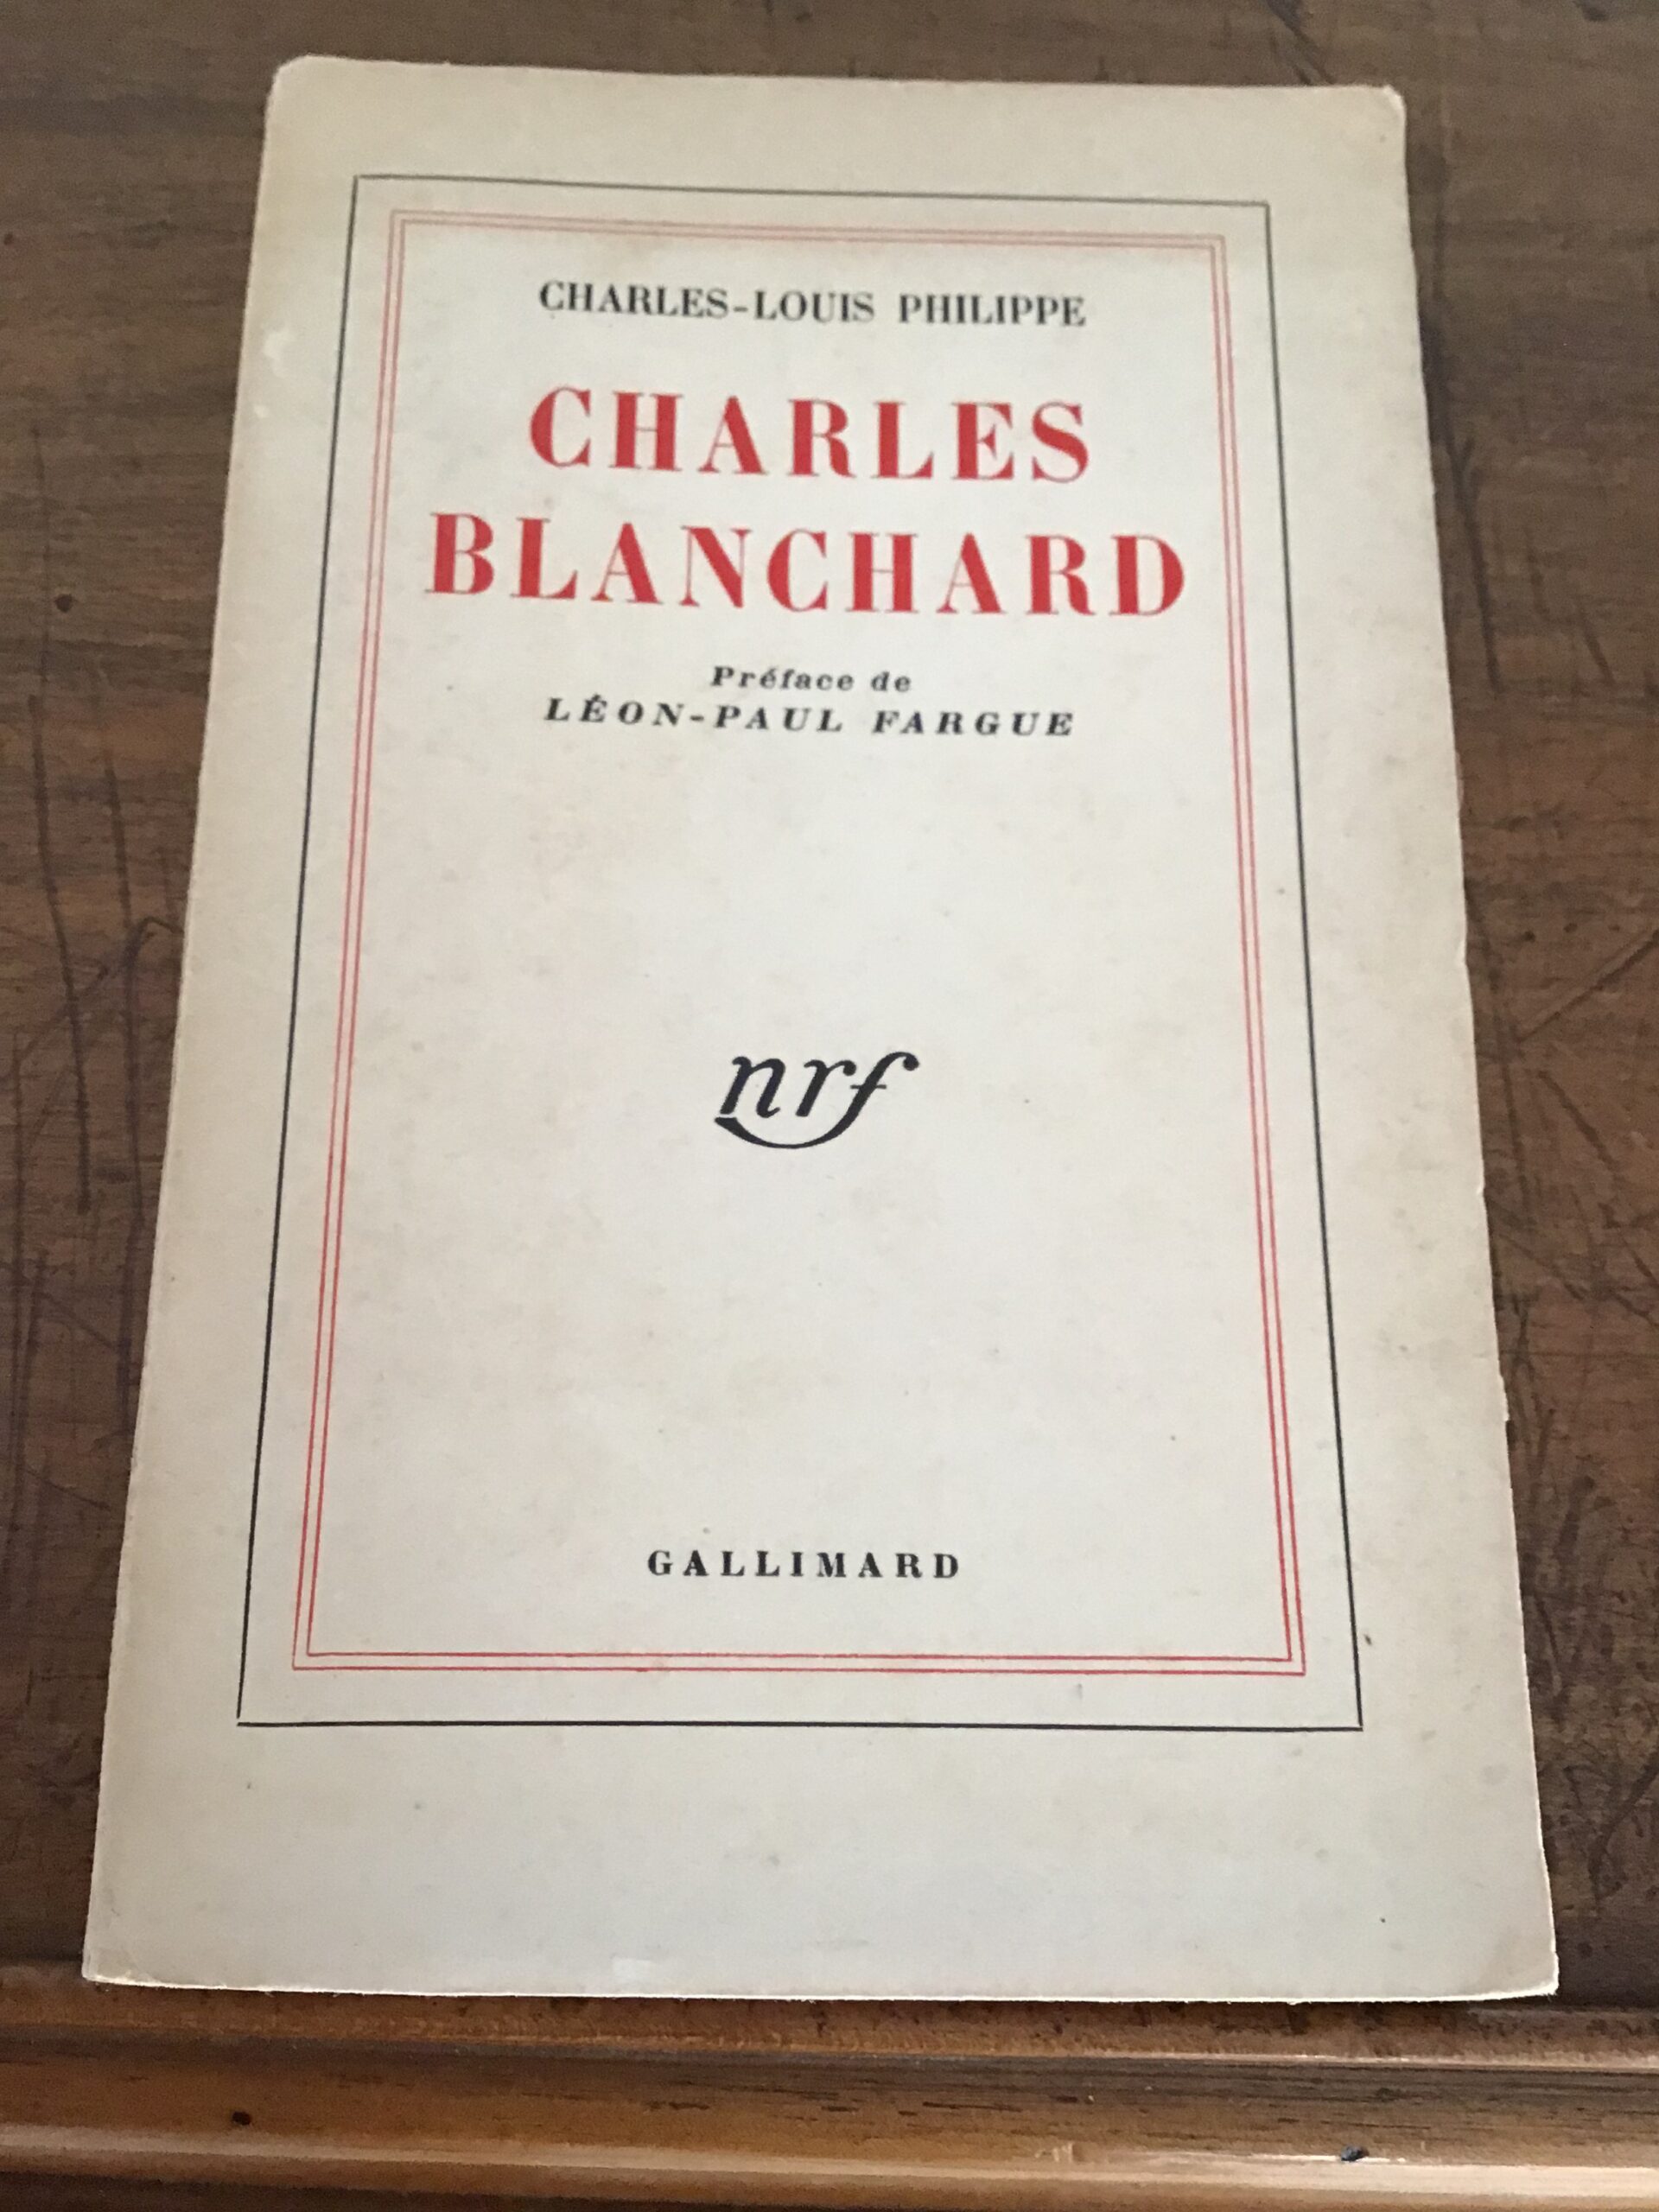 CHARLES-LOUIS PHILIPPE
CHARLES
BLANCHARD
Préface de
LÉON-PAUL FARGUE
nrf
GALLIMARD